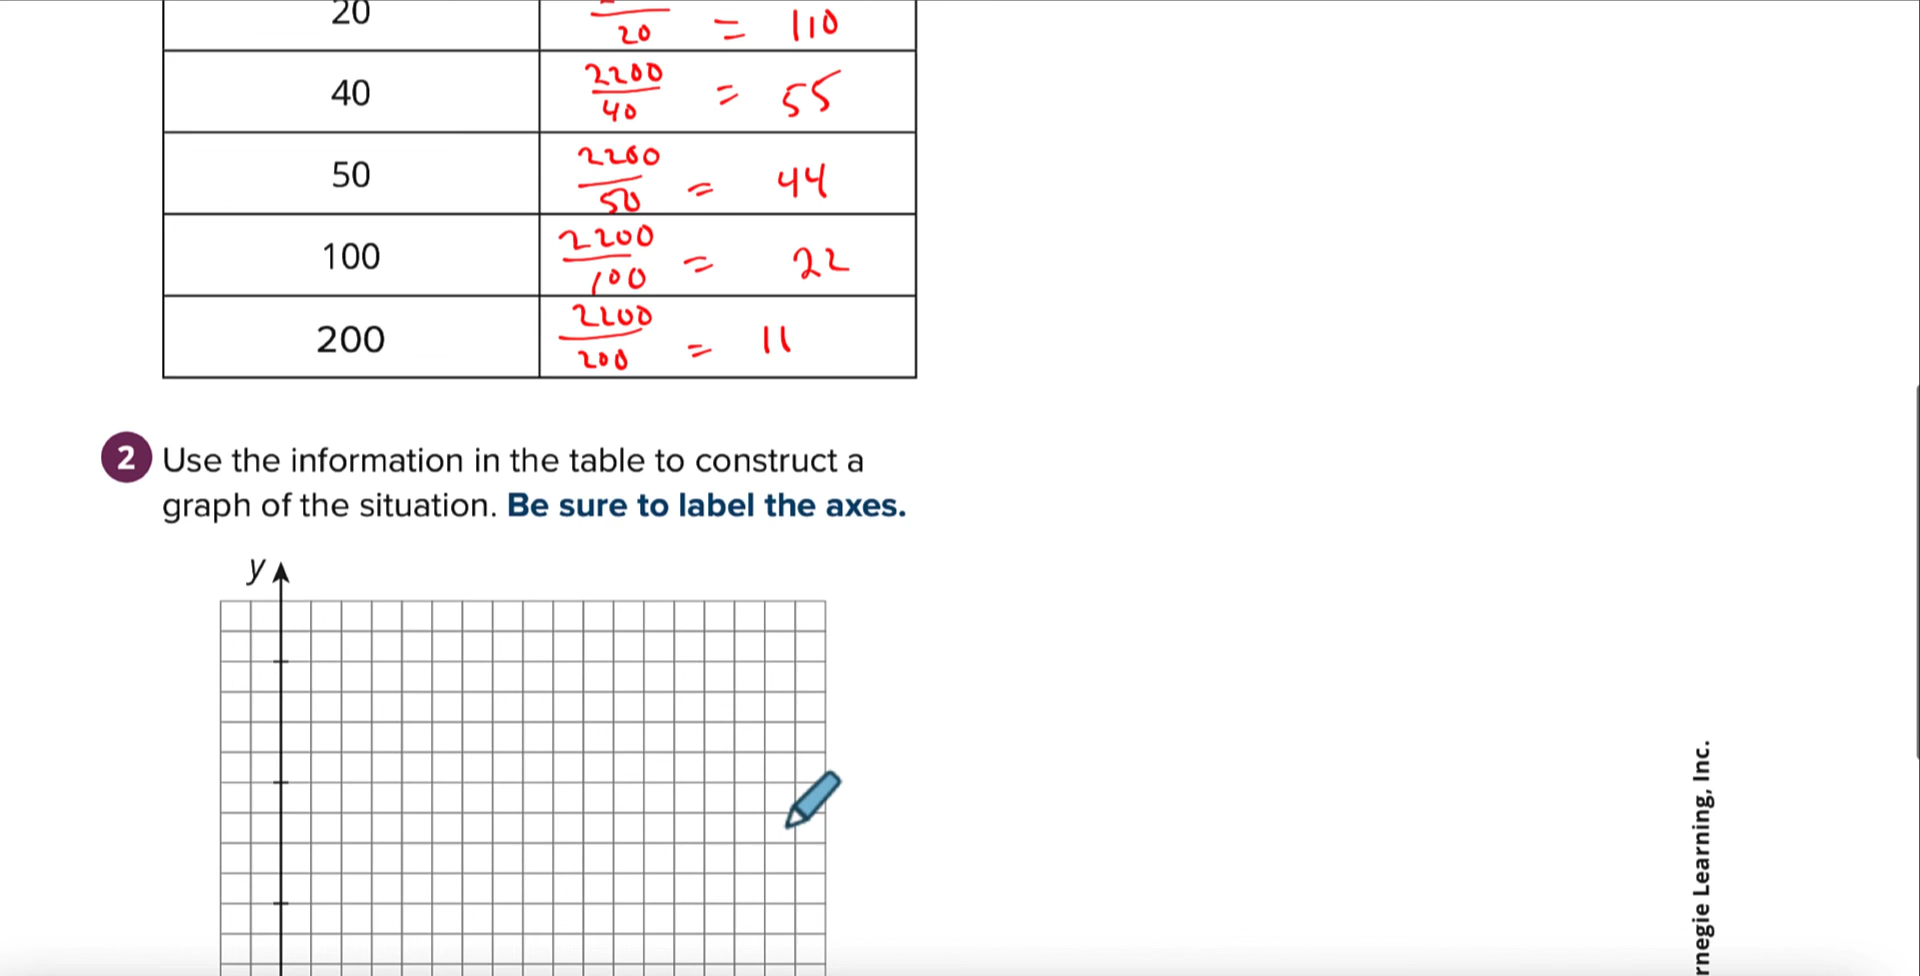 20
20 = 110
40
2200
40 = 55
50
2200
50 = 44
100
2200
100 = 22
200
2200
200 = 11
2 Use the information in the table to construct a
graph of the situation. Be sure to label the axes.
y
rnegie Learning, Inc.